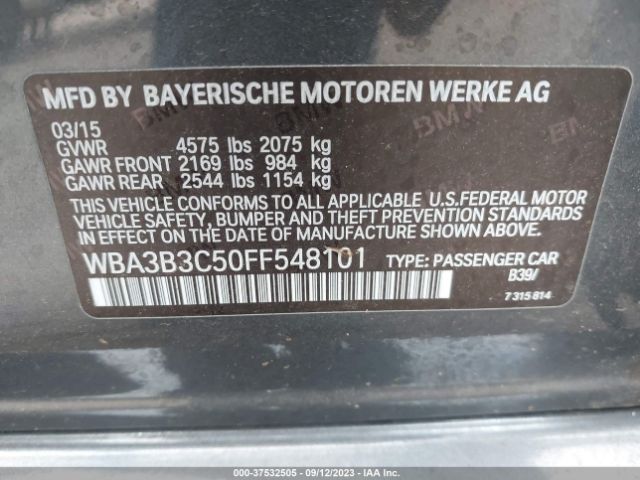 MFD BY BAYERISCHE MOTOREN WERKE AG
03/15
GVWR 4575 lbs 2075 kg
GAWR FRONT 2169 lbs 984 kg
GAWR REAR 2544 lbs 1154 kg
THIS VEHICLE CONFORMS TO ALL APPLICABLE U.S.FEDERAL MOTOR
VEHICLE SAFETY, BUMPER AND THEFT PREVENTION STANDARDS
IN EFFECT ON THE DATE OF MANUFACTURE SHOWN ABOVE.
WBA3B3C50FF548101 TYPE: PASSENGER CAR
B39/
7315814
000-37532505 - 09/12/2023 - IAA Inc.